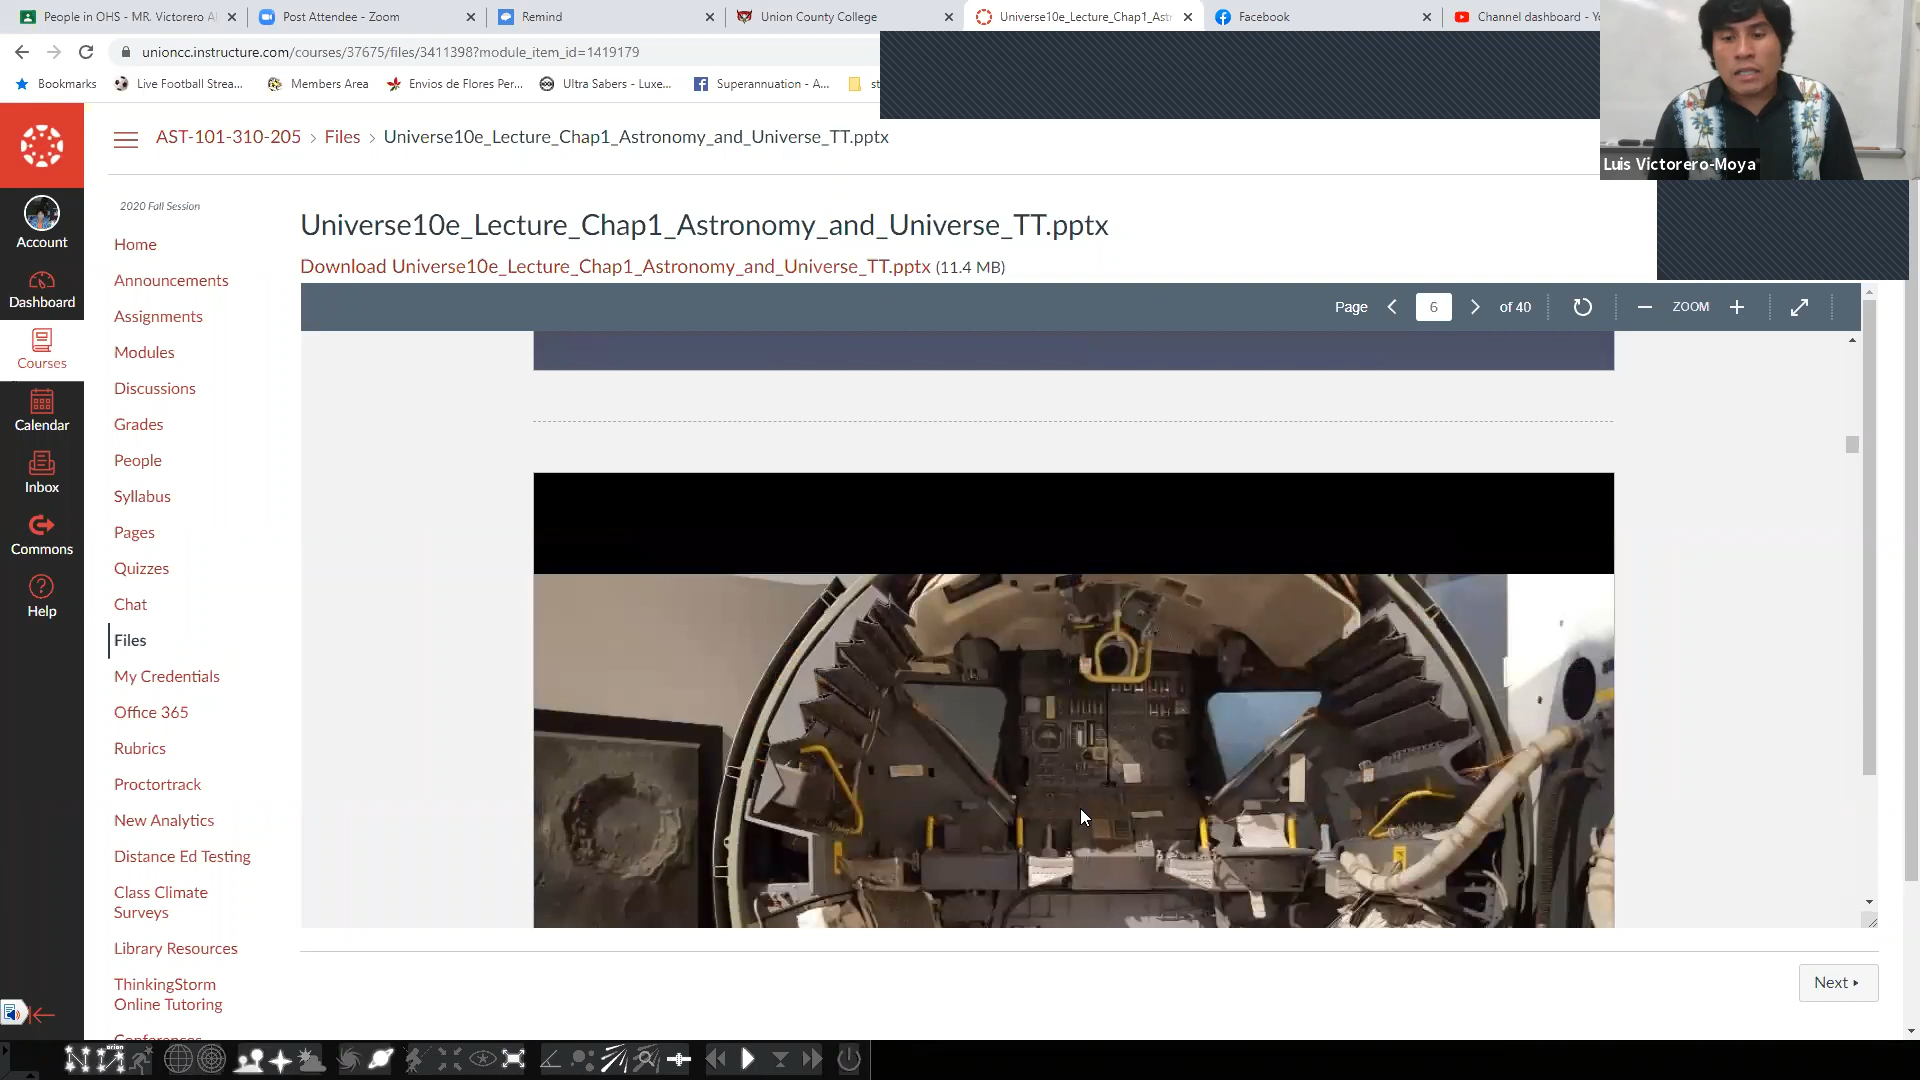 People in OHS - MR. Victorero Al
Post Attendee - Zoom
Remind
Union County College
Universe10e_Lecture_Chap1_Astr
Facebook
Channel dashboard - Yo
unioncc.instructure.com/courses/37675/files/3411398?module_item_id=1419179
Bookmarks
Live Football Strea...
Members Area
Envios de Flores Per...
Ultra Sabers - Luxe...
Superannuation - A...
st
Luis Victorero-Moya
AST-101-310-205 > Files > Universe10e_Lecture_Chap1_Astronomy_and_Universe_TT.pptx
Account
Dashboard
Courses
Calendar
Inbox
Commons
Help
2020 Fall Session
Home
Announcements
Assignments
Modules
Discussions
Grades
People
Syllabus
Pages
Quizzes
Chat
Files
My Credentials
Office 365
Rubrics
Proctortrack
New Analytics
Distance Ed Testing
Class Climate
Surveys
Library Resources
ThinkingStorm
Online Tutoring
Conferences
Universe10e_Lecture_Chap1_Astronomy_and_Universe_TT.pptx
Download Universe10e_Lecture_Chap1_Astronomy_and_Universe_TT.pptx (11.4 MB)
Page 6 of 40 ZOOM
Next